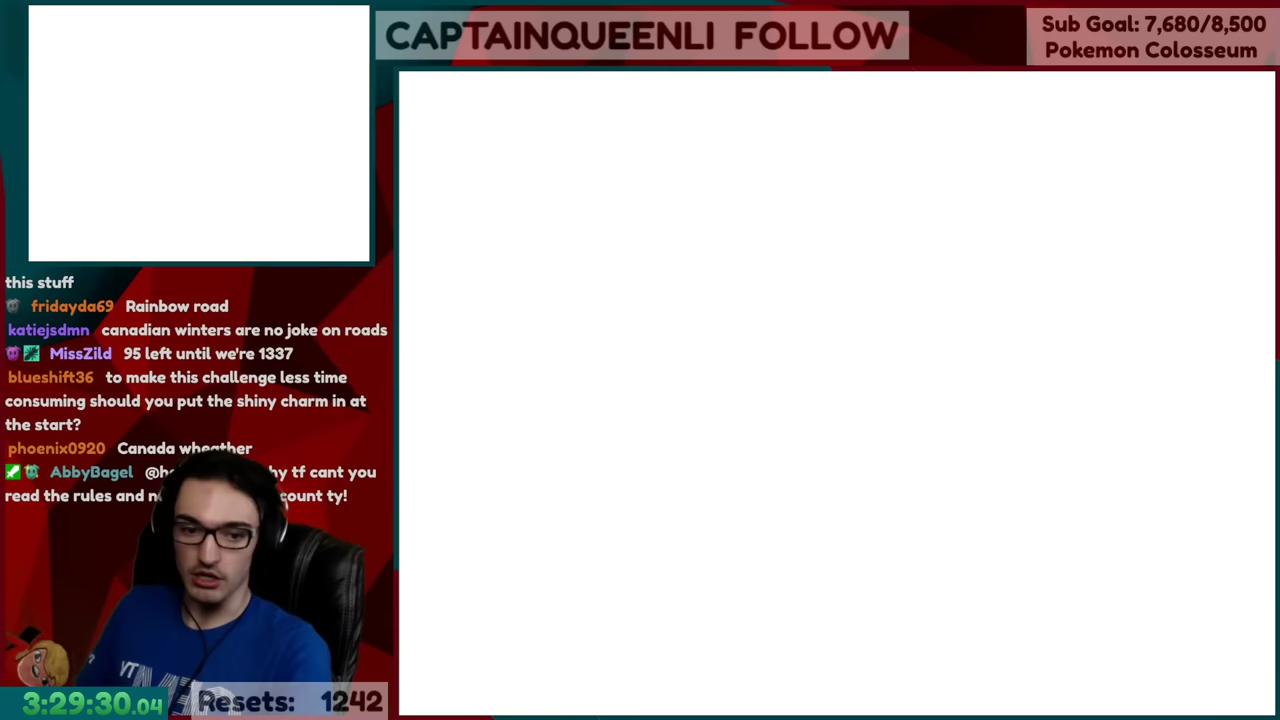 CAPTAINQUEENLI FOLLOW
Sub Goal: 7,680/8,500
Pokemon Colosseum
this stuff
fridayda69 Rainbow road
katiejsdmn canadian winters are no joke on roads
MissZild 95 left until we're 1337
blueshift36 to make this challenge less time
consuming should you put the shiny charm in at
the start?
phoenix0920 Canada wheather
AbbyBagel tf cant you
read the rules and count ty!
YT
3:29:30.04
Resets: 1242